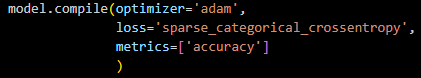 model.compile(optimizer='adam',
              loss='sparse_categorical_crossentropy',
              metrics=['accuracy']
              )